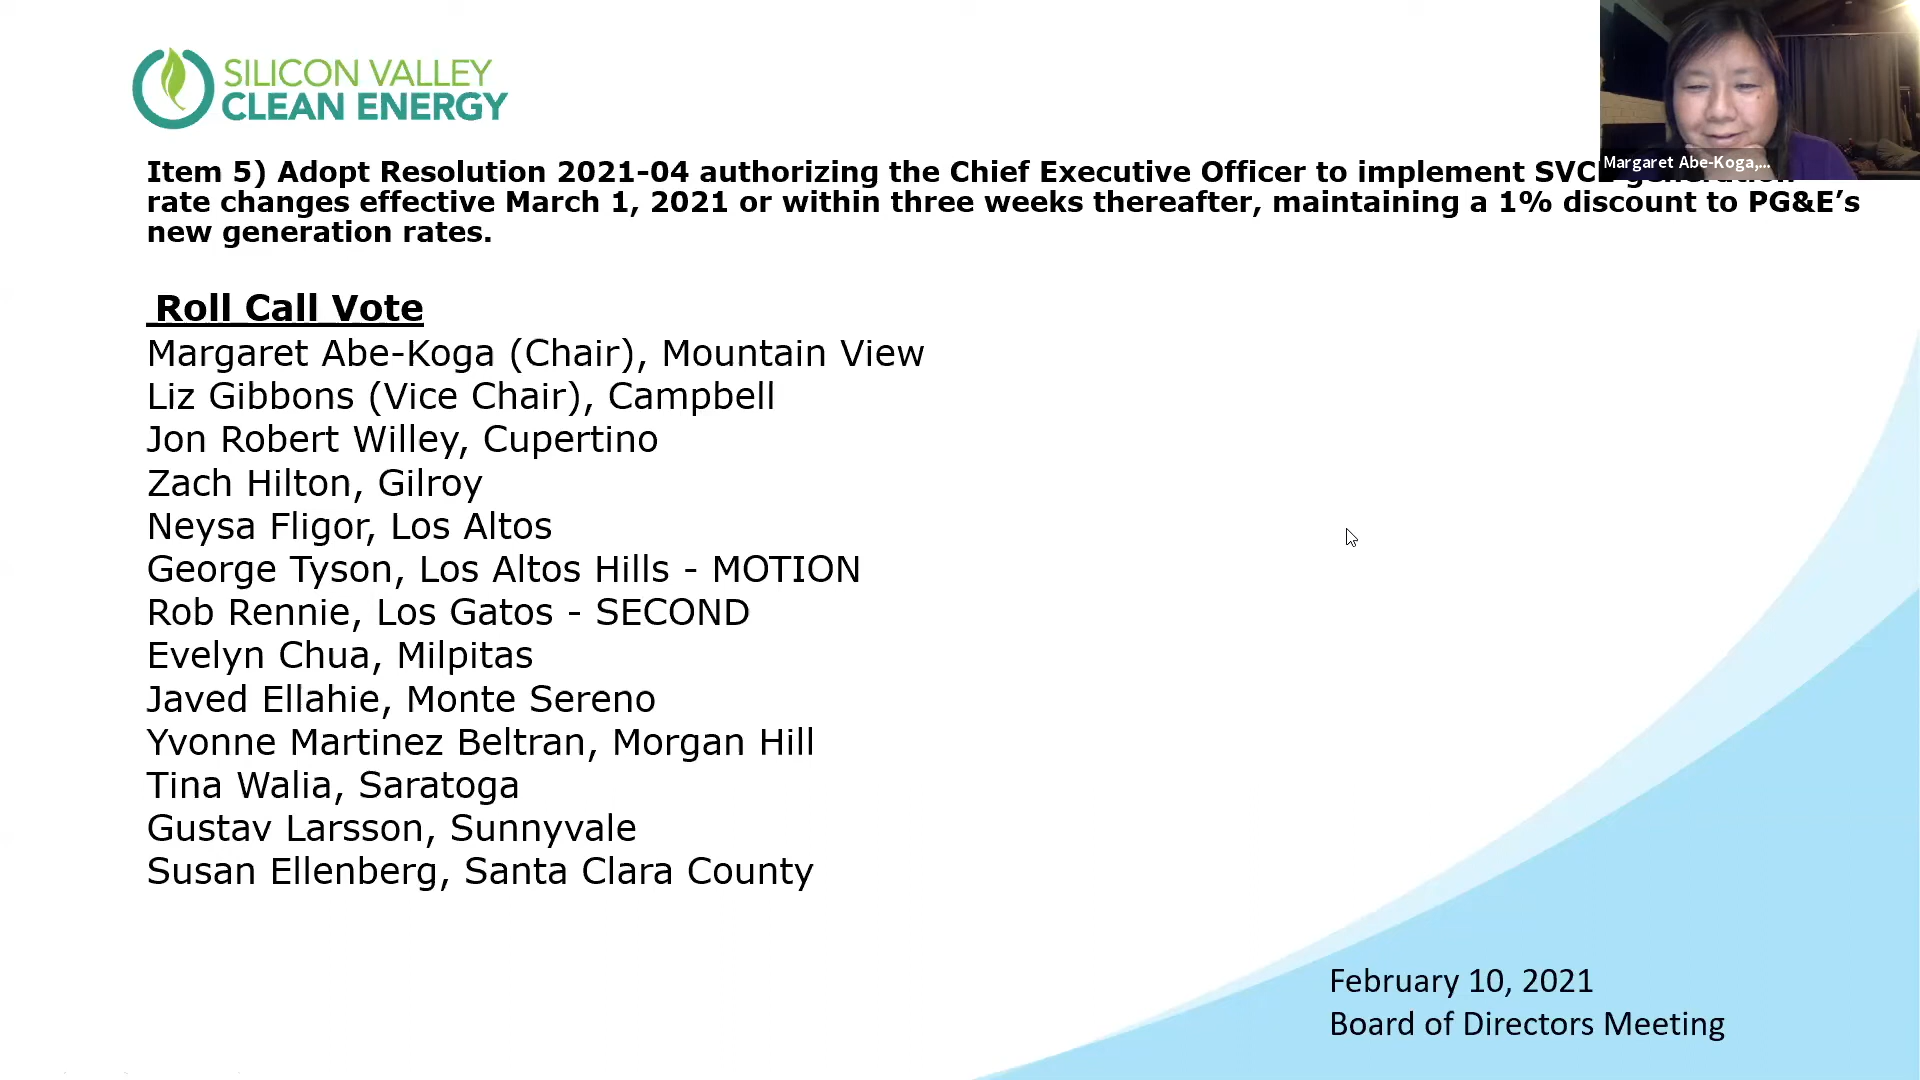 SILICON VALLEY
CLEAN ENERGY
Margaret Abe-Koga,...
Item 5) Adopt Resolution 2021-04 authorizing the Chief Executive Officer to implement SVCE generation
rate changes effective March 1, 2021 or within three weeks thereafter, maintaining a 1% discount to PG&E’s
new generation rates.
Roll Call Vote
Margaret Abe-Koga (Chair), Mountain View
Liz Gibbons (Vice Chair), Campbell
Jon Robert Willey, Cupertino
Zach Hilton, Gilroy
Neysa Fligor, Los Altos
George Tyson, Los Altos Hills - MOTION
Rob Rennie, Los Gatos - SECOND
Evelyn Chua, Milpitas
Javed Ellahie, Monte Sereno
Yvonne Martinez Beltran, Morgan Hill
Tina Walia, Saratoga
Gustav Larsson, Sunnyvale
Susan Ellenberg, Santa Clara County
February 10, 2021
Board of Directors Meeting